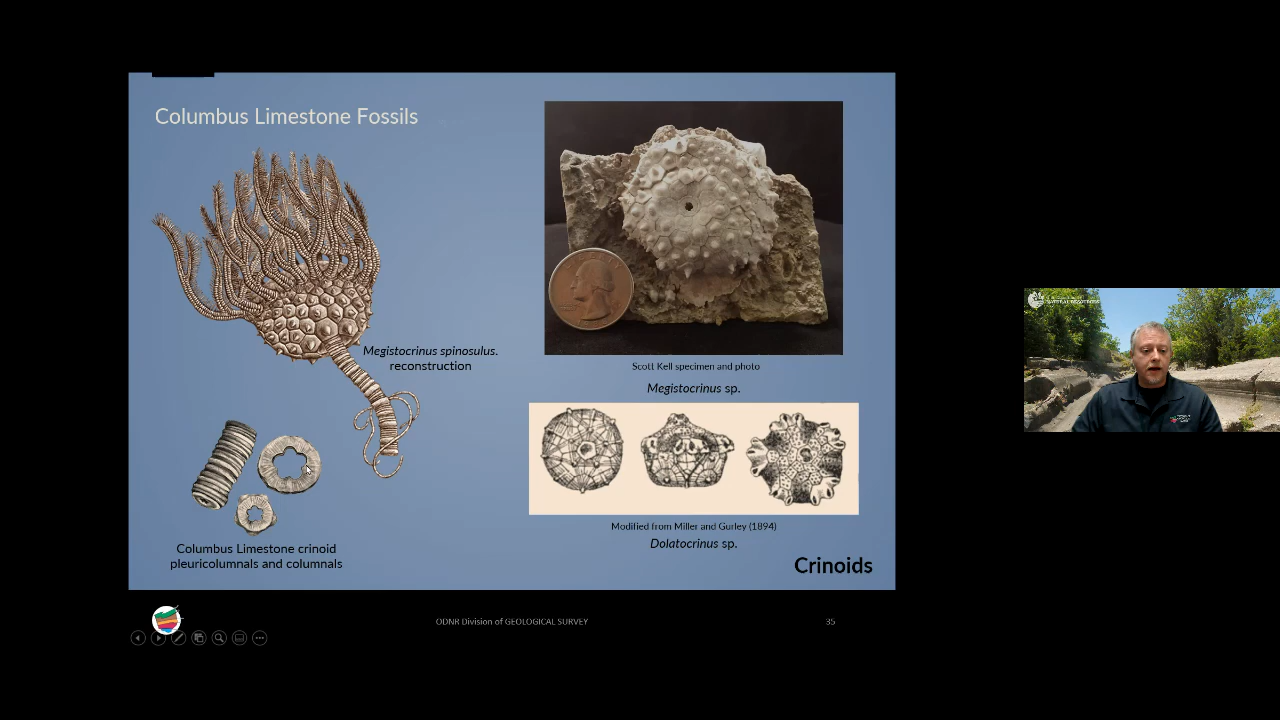 Columbus Limestone Fossils
Megistocrinus spinosulus.
reconstruction
Columbus Limestone crinoid
pleuricolumnals and columnals
Scott Kell specimen and photo
Megistocrinus sp.
Modified from Miller and Gurley (1894)
Dolatocrinus sp.
Crinoids
ODNR Division of GEOLOGICAL SURVEY
35